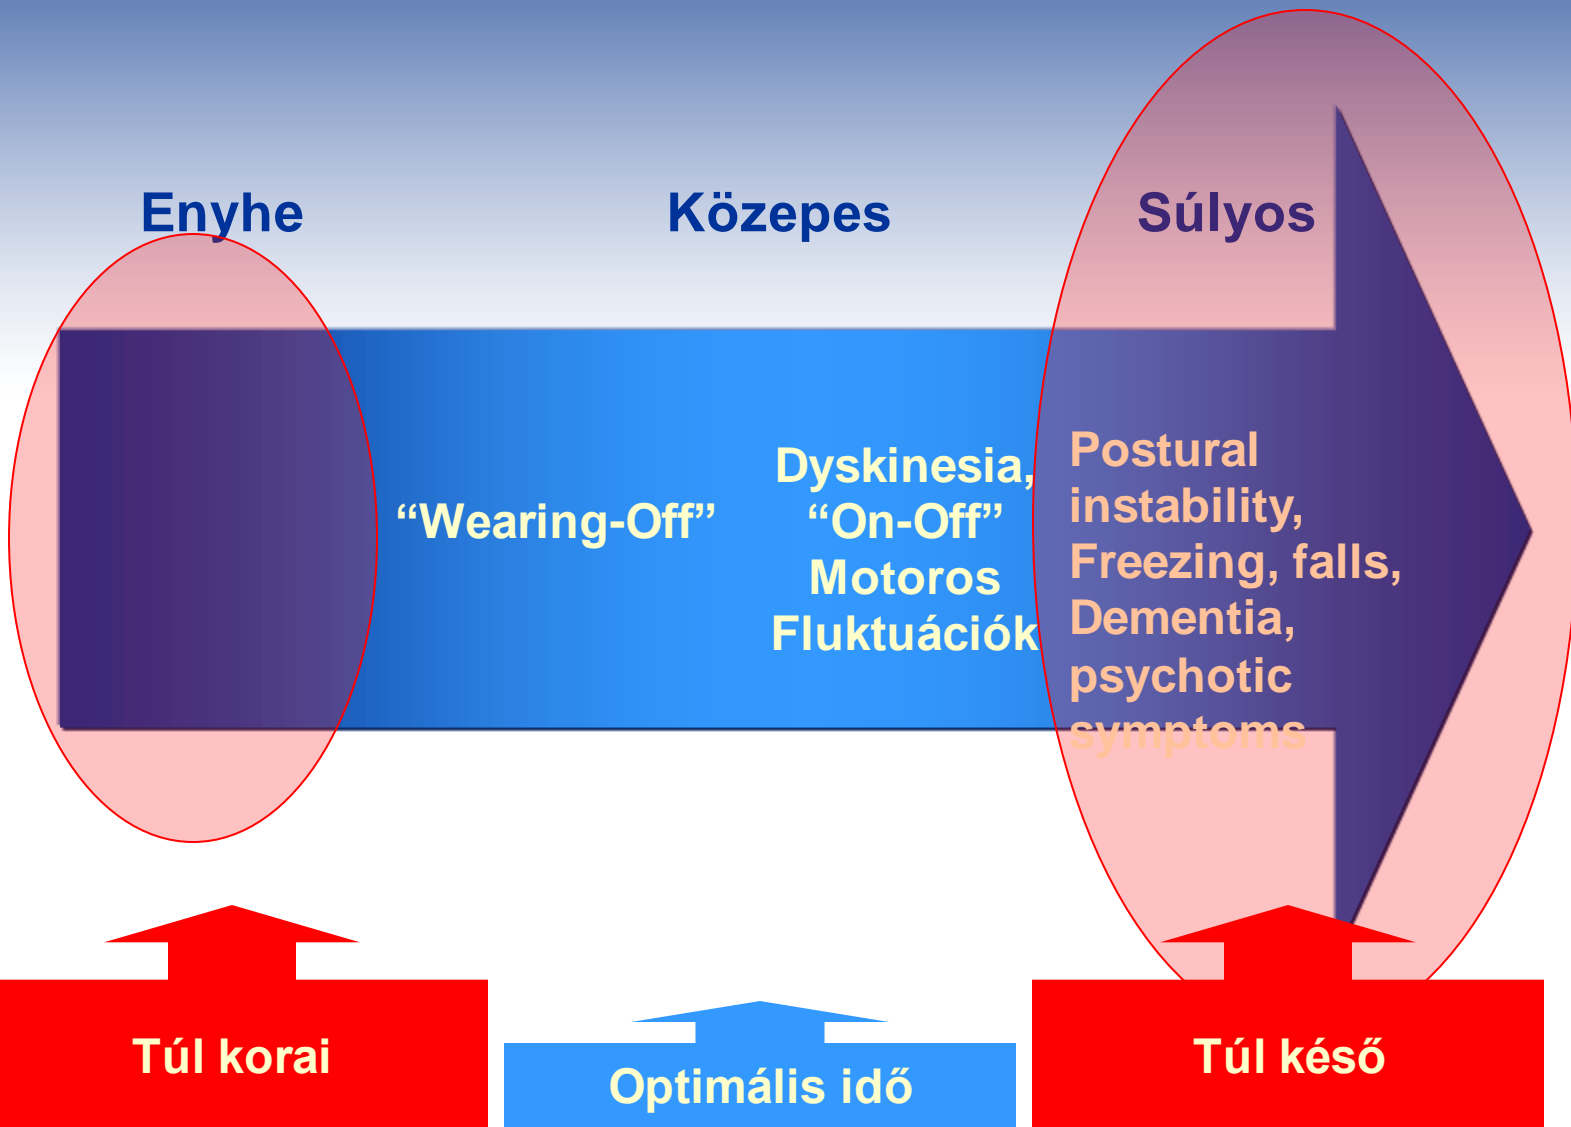 Enyhe
Közepes
Súlyos
“Wearing-Off”
Dyskinesia,
“On-Off”
Motoros
Fluktuációk
Postural
instability,
Freezing, falls,
Dementia,
psychotic
symptoms
Túl korai
Optimális idő
Túl késő